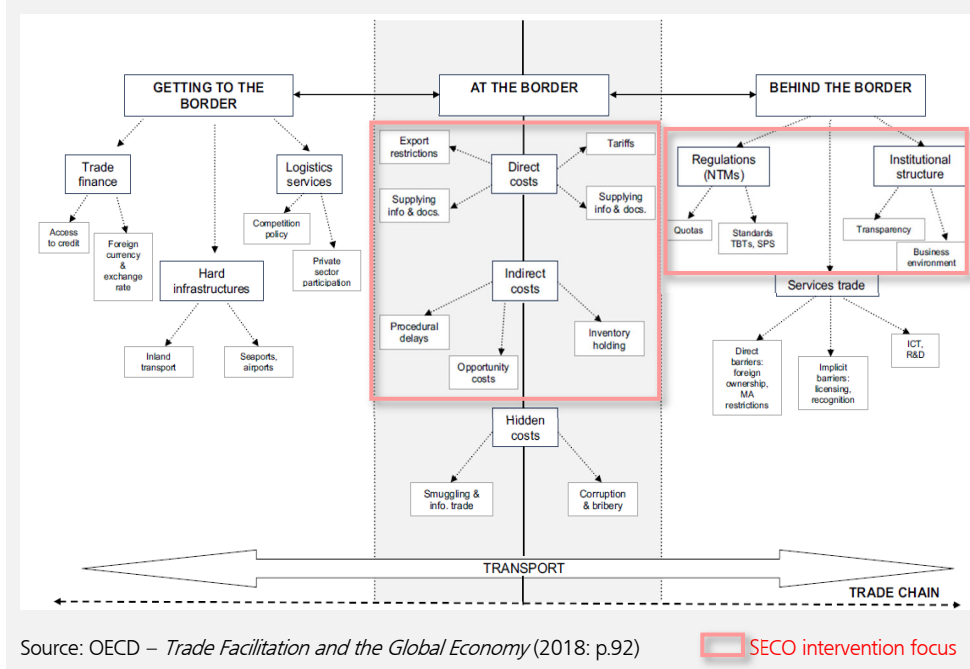 GETTING TO THE
BORDER
AT THE BORDER
BEHIND THE BORDER
Export
restrictions
Tariffs
Trade
finance
Logistics
services
Direct
costs
Regulations
(NTMs)
Institutional
structure
Supplying
info & docs.
Supplying
info & docs.
Access
to credit
Foreign
currency
&
exchange
rate
Competition
policy
Private
sector
participation
Quotas
Standards
TBTs, SPS
Transparency
Business
environment
Hard
infrastructures
Indirect
costs
Services trade
Procedural
delays
Opportunity
costs
Inventory
holding
Inland
transport
Seaports,
airports
Direct
barriers:
foreign
ownership,
MA
restrictions
Implicit
barriers:
licensing,
recognition
ICT,
R&D
Hidden
costs
Smuggling &
info. trade
Corruption
& bribery
TRANSPORT
TRADE CHAIN
Source: OECD – Trade Facilitation and the Global Economy (2018: p.92)
SECO intervention focus